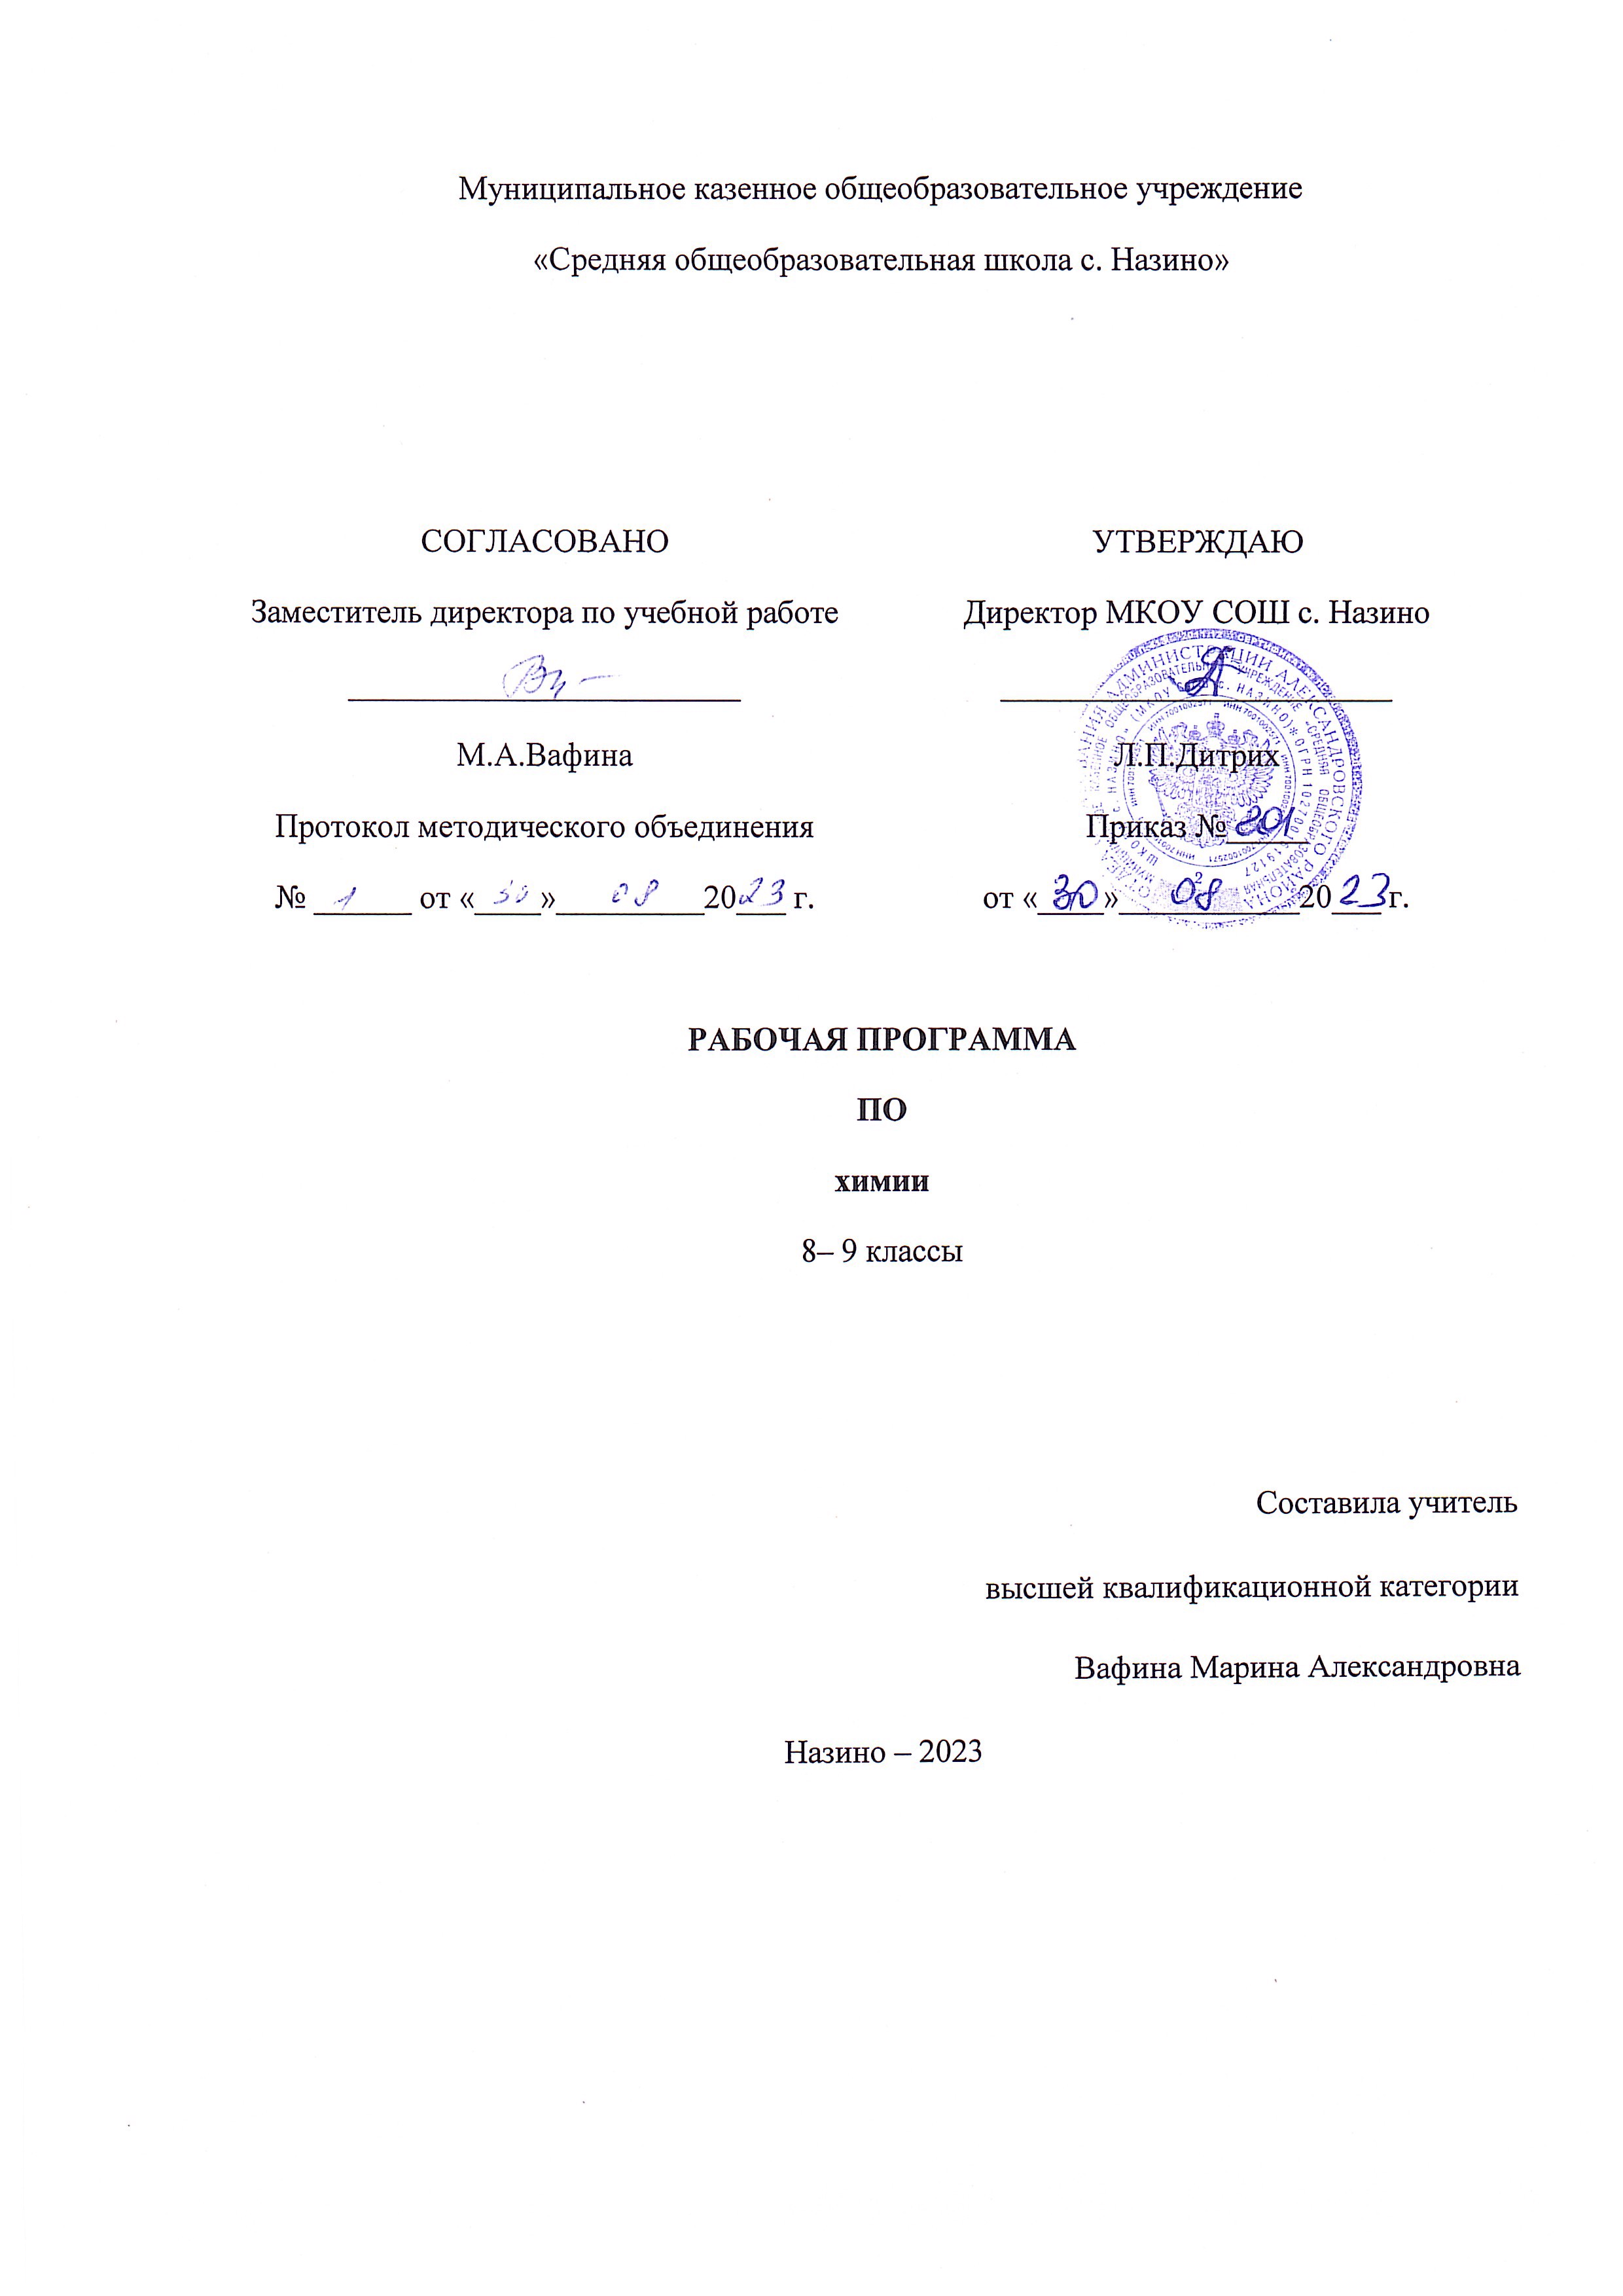 Муниципальное казенное общеобразовательное учреждение
«Средняя общеобразовательная школа с. Назино»
СОГЛАСОВАНО
Заместитель директора по учебной работе
М.А.Вафина
Протокол методического объединения
№ 1 от «30» 08 2023 г.
УТВЕРЖДАЮ
Директор МКОУ СОШ с. Назино
Л.П.Дитрих
Приказ № 201
от «30» 08 2023г.
РАБОЧАЯ ПРОГРАММА
ПО
химии
8– 9 классы
Составила учитель
высшей квалификационной категории
Вафина Марина Александровна
Назино – 2023